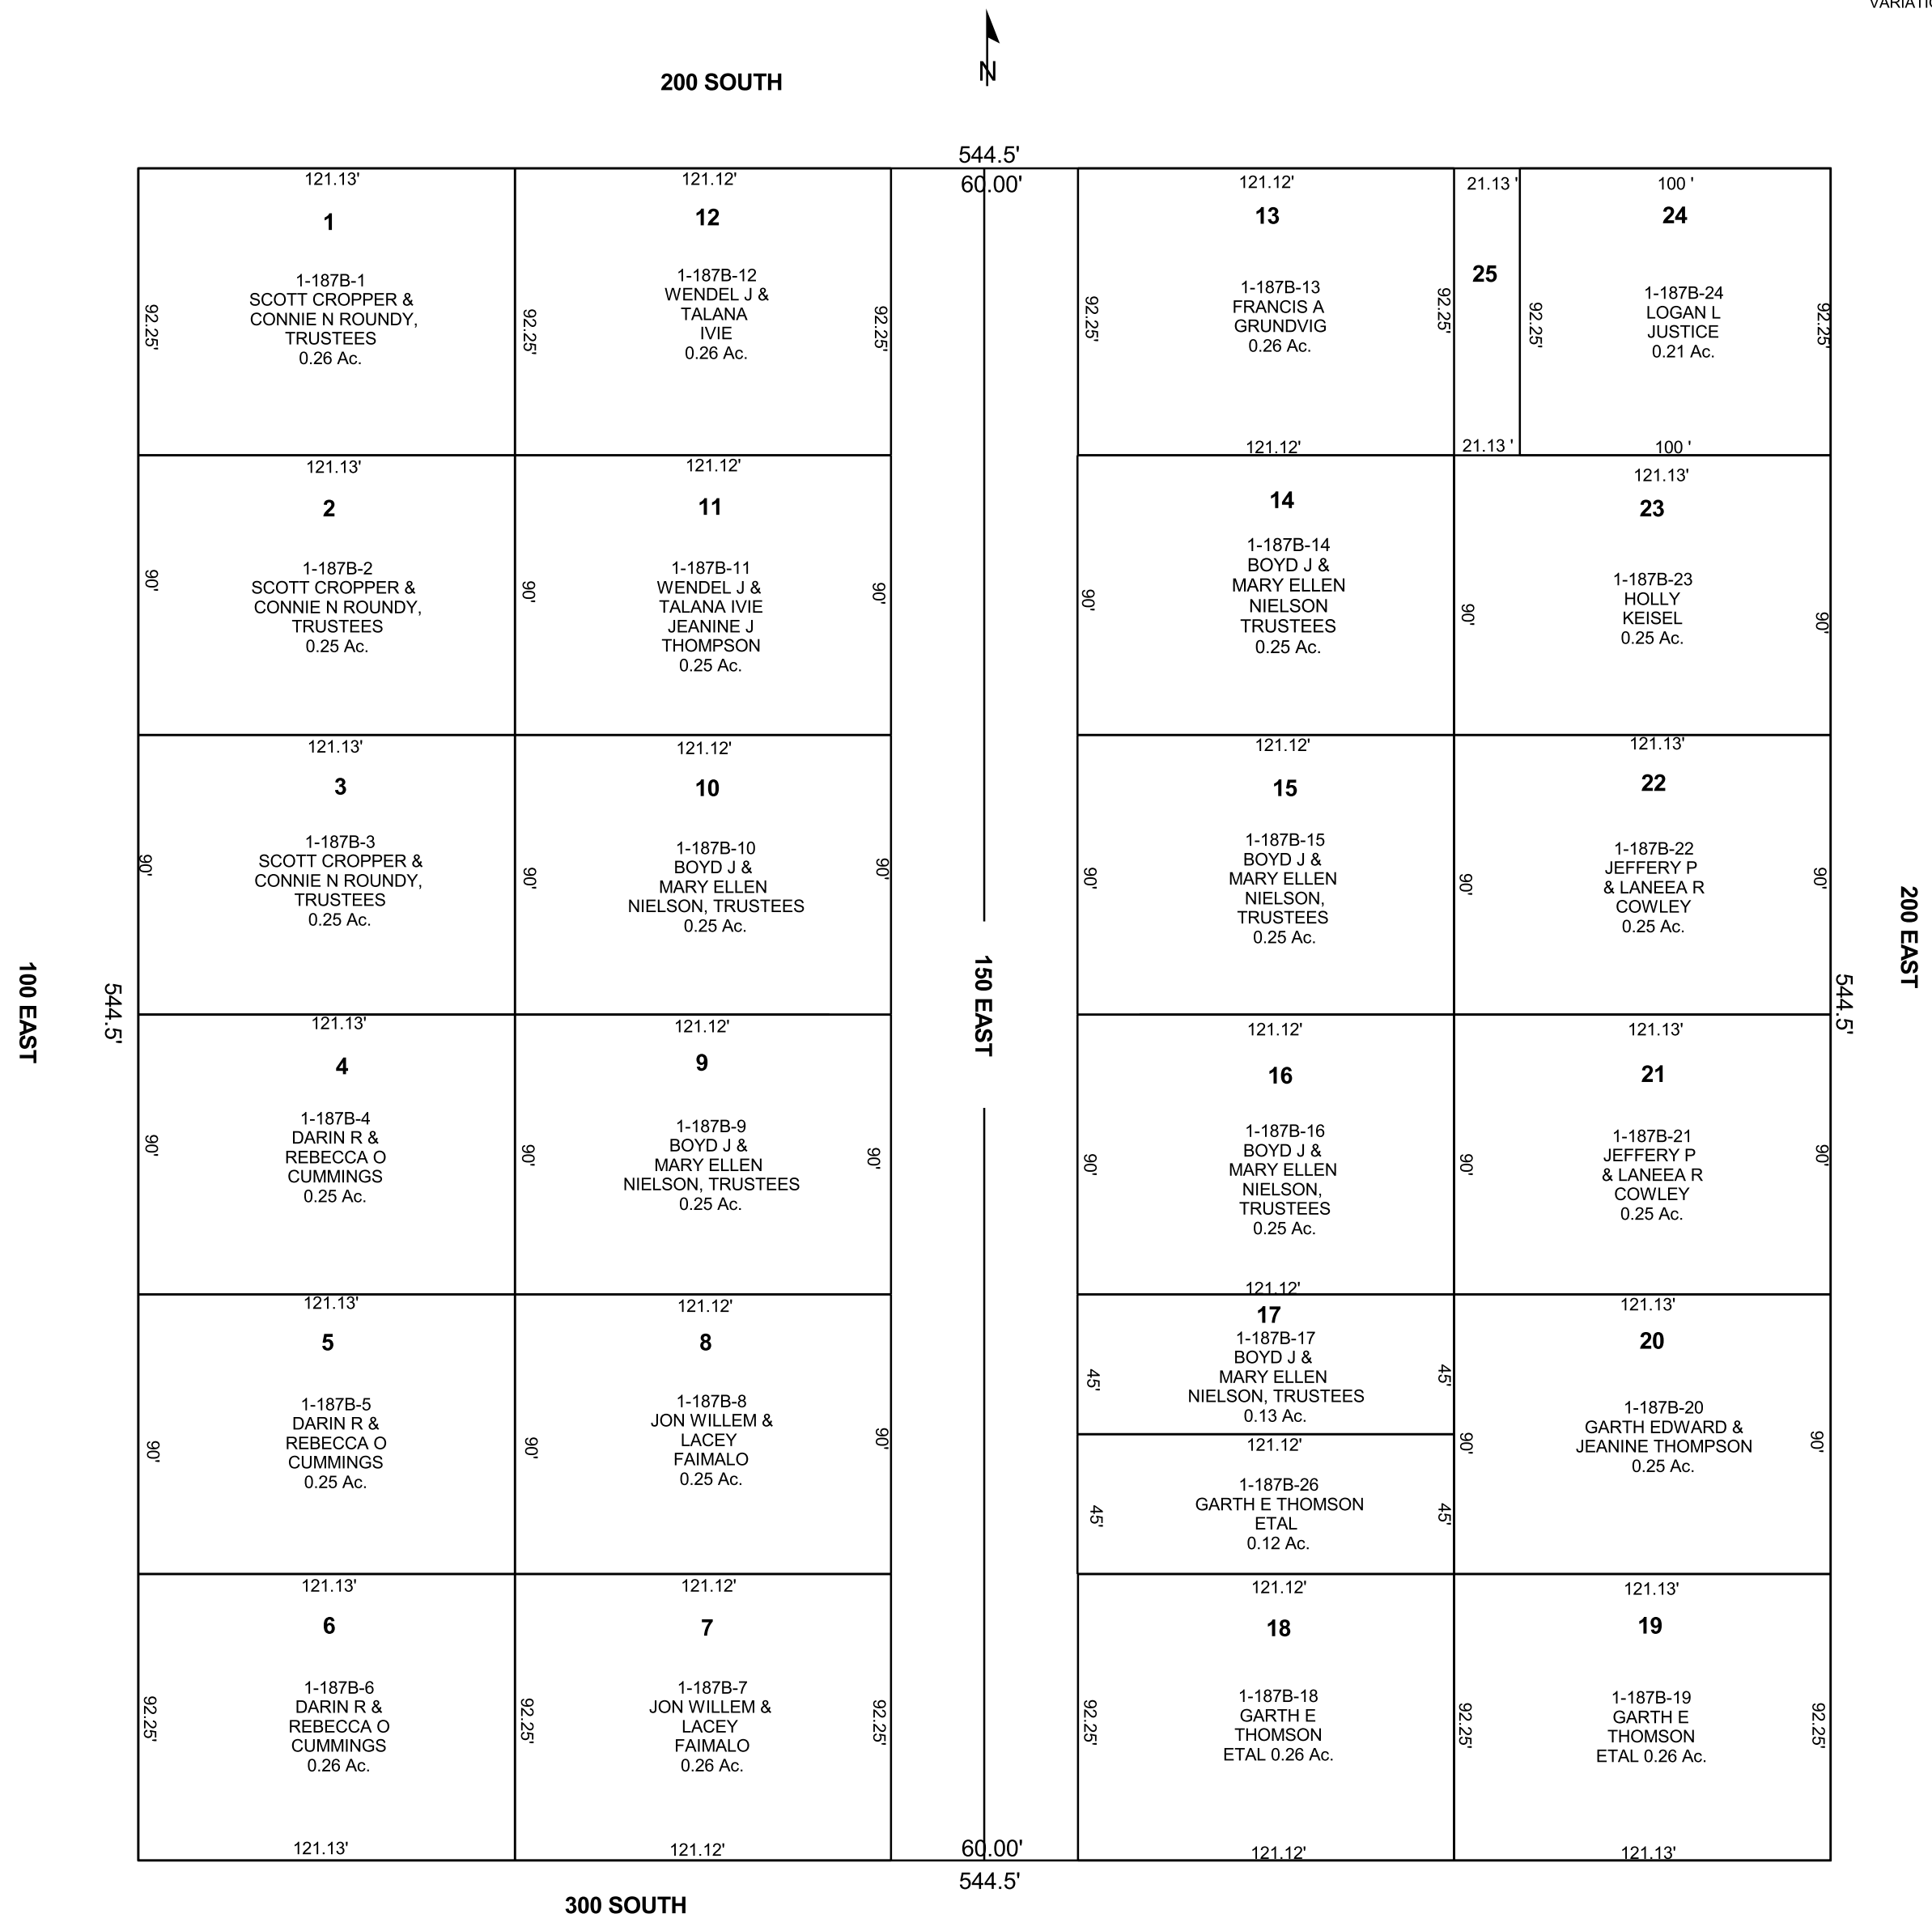 VARIATIO
N
200 SOUTH
544.5'
60.00'
121.13'
1
1-187B-1
SCOTT CROPPER &
CONNIE N ROUNDY,
TRUSTEES
0.26 Ac.
92.25'
92.25'
121.12'
12
1-187B-12
WENDEL J &
TALANA
IVIE
0.26 Ac.
92.25'
121.12'
13
1-187B-13
FRANCIS A
GRUNDVIG
0.26 Ac.
92.25'
92.25'
121.12'
21.13 '
25
21.13 '
100 '
24
1-187B-24
LOGAN L
JUSTICE
0.21 Ac.
92.25'
92.25'
100 '
121.13'
2
1-187B-2
SCOTT CROPPER &
CONNIE N ROUNDY,
TRUSTEES
0.25 Ac.
90'
90'
121.12'
11
1-187B-11
WENDEL J &
TALANA IVIE
JEANINE J
THOMPSON
0.25 Ac.
90'
14
1-187B-14
BOYD J &
MARY ELLEN
NIELSON
TRUSTEES
0.25 Ac.
90'
90'
121.13'
23
1-187B-23
HOLLY
KEISEL
0.25 Ac.
90'
121.13'
3
1-187B-3
SCOTT CROPPER &
CONNIE N ROUNDY,
TRUSTEES
0.25 Ac.
90'
90'
121.12'
10
1-187B-10
BOYD J &
MARY ELLEN
NIELSON, TRUSTEES
0.25 Ac.
90'
121.12'
15
1-187B-15
BOYD J &
MARY ELLEN
NIELSON,
TRUSTEES
0.25 Ac.
90'
90'
121.13'
22
1-187B-22
JEFFERY P
& LANEEA R
COWLEY
0.25 Ac.
90'
100 EAST
544.5'
150 EAST
544.5'
200 EAST
121.13'
4
1-187B-4
DARIN R &
REBECCA O
CUMMINGS
0.25 Ac.
90'
90'
121.12'
9
1-187B-9
BOYD J &
MARY ELLEN
NIELSON, TRUSTEES
0.25 Ac.
90'
121.12'
16
1-187B-16
BOYD J &
MARY ELLEN
NIELSON,
TRUSTEES
0.25 Ac.
90'
90'
121.12'
121.13'
21
1-187B-21
JEFFERY P
& LANEEA R
COWLEY
0.25 Ac.
90'
121.13'
5
1-187B-5
DARIN R &
REBECCA O
CUMMINGS
0.25 Ac.
90'
90'
121.12'
8
1-187B-8
JON WILLEM &
LACEY
FAIMALO
0.25 Ac.
90'
17
1-187B-17
BOYD J &
MARY ELLEN
NIELSON, TRUSTEES
0.13 Ac.
45'
45'
121.12'
1-187B-26
GARTH E THOMSON
ETAL
0.12 Ac.
45'
45'
90'
121.13'
20
1-187B-20
GARTH EDWARD &
JEANINE THOMPSON
0.25 Ac.
90'
121.13'
6
1-187B-6
DARIN R &
REBECCA O
CUMMINGS
0.26 Ac.
92.25'
92.25'
121.13'
121.12'
7
1-187B-7
JON WILLEM &
LACEY
FAIMALO
0.26 Ac.
92.25'
121.12'
121.12'
18
1-187B-18
GARTH E
THOMSON
ETAL 0.26 Ac.
92.25'
92.25'
121.12'
121.13'
19
1-187B-19
GARTH E
THOMSON
ETAL 0.26 Ac.
92.25'
121.13'
60.00'
544.5'
300 SOUTH